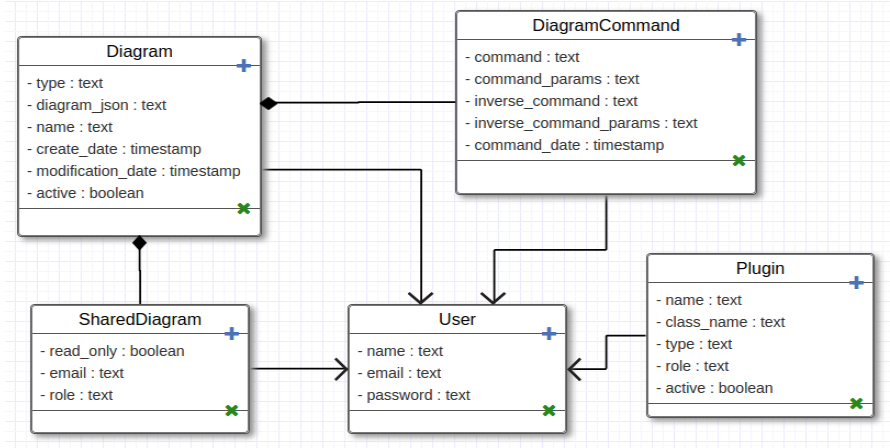 Diagram
- type : text
- diagram_json : text
- name : text
- create_date : timestamp
- modification_date : timestamp
- active : boolean
DiagramCommand
- command : text
- command_params : text
- inverse_command : text
- inverse_command_params : text
- command_date : timestamp
SharedDiagram
- read_only : boolean
- email : text
- role : text
User
- name : text
- email : text
- password : text
Plugin
- name : text
- class_name : text
- type : text
- role : text
- active : boolean